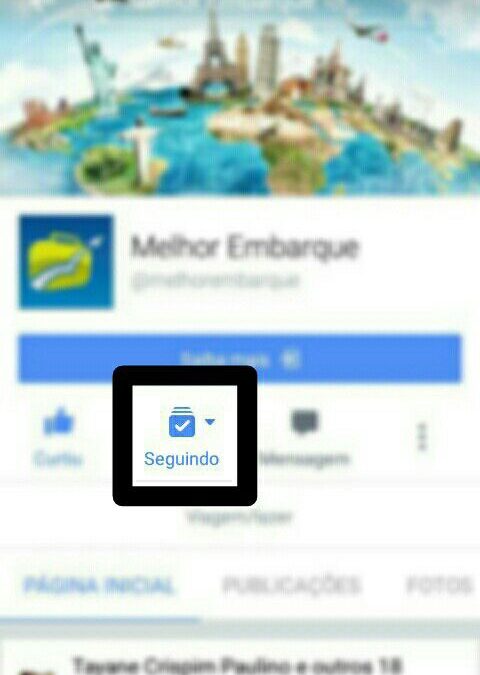 Melhor Embarque
@melhorembarque
Saiba mais
Curtiu
Seguindo
Mensagem
Viagem/lazer
PÁGINA INICIAL
PUBLICAÇÕES
FOTOS
Tayane Crispim Paulino e outros 18